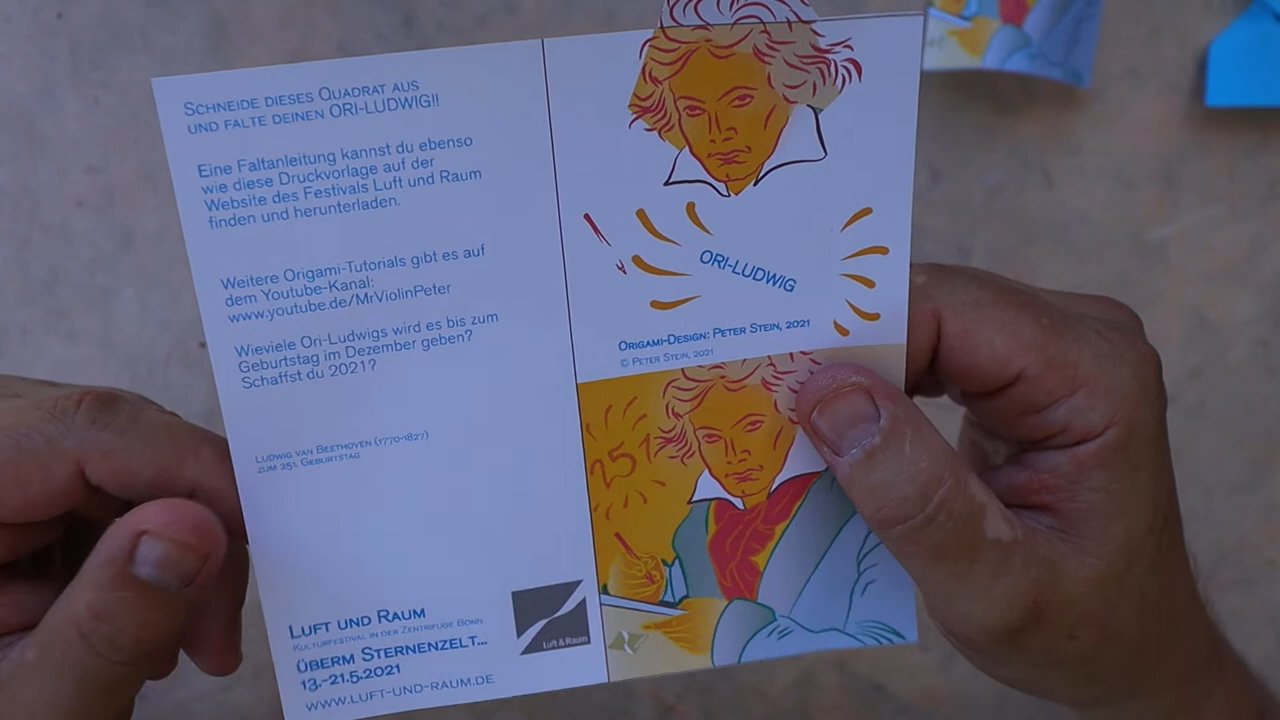 SCHNEIDE DIESES QUADRAT AUS
UND FALTE DEINEN ORI-LUDWIG!!
Eine Faltanleitung kannst du ebenso
wie diese Druckvorlage auf der
Website des Festivals Luft und Raum
finden und herunterladen.
Weitere Origami-Tutorials gibt es auf
dem Youtube-Kanal:
www.youtube.de/MrViolinPeter
Wieviele Ori-Ludwigs wird es bis zum
Geburtstag im Dezember geben?
Schaffst du 2021?
LUDWIG VAN BEETHOVEN (1770-1827)
ZUM 251. GEBURTSTAG
LUFT UND RAUM
KULTURFESTIVAL IN DER ZENTRIFUGE BONN
ÜBERM STERNENZELT...
13.-21.5.2021
WWW.LUFT-UND-RAUM.DE
Luft & Raum
ORI-LUDWIG
ORIGAMI-DESIGN: PETER STEIN, 2021
© PETER STEIN, 2021
251